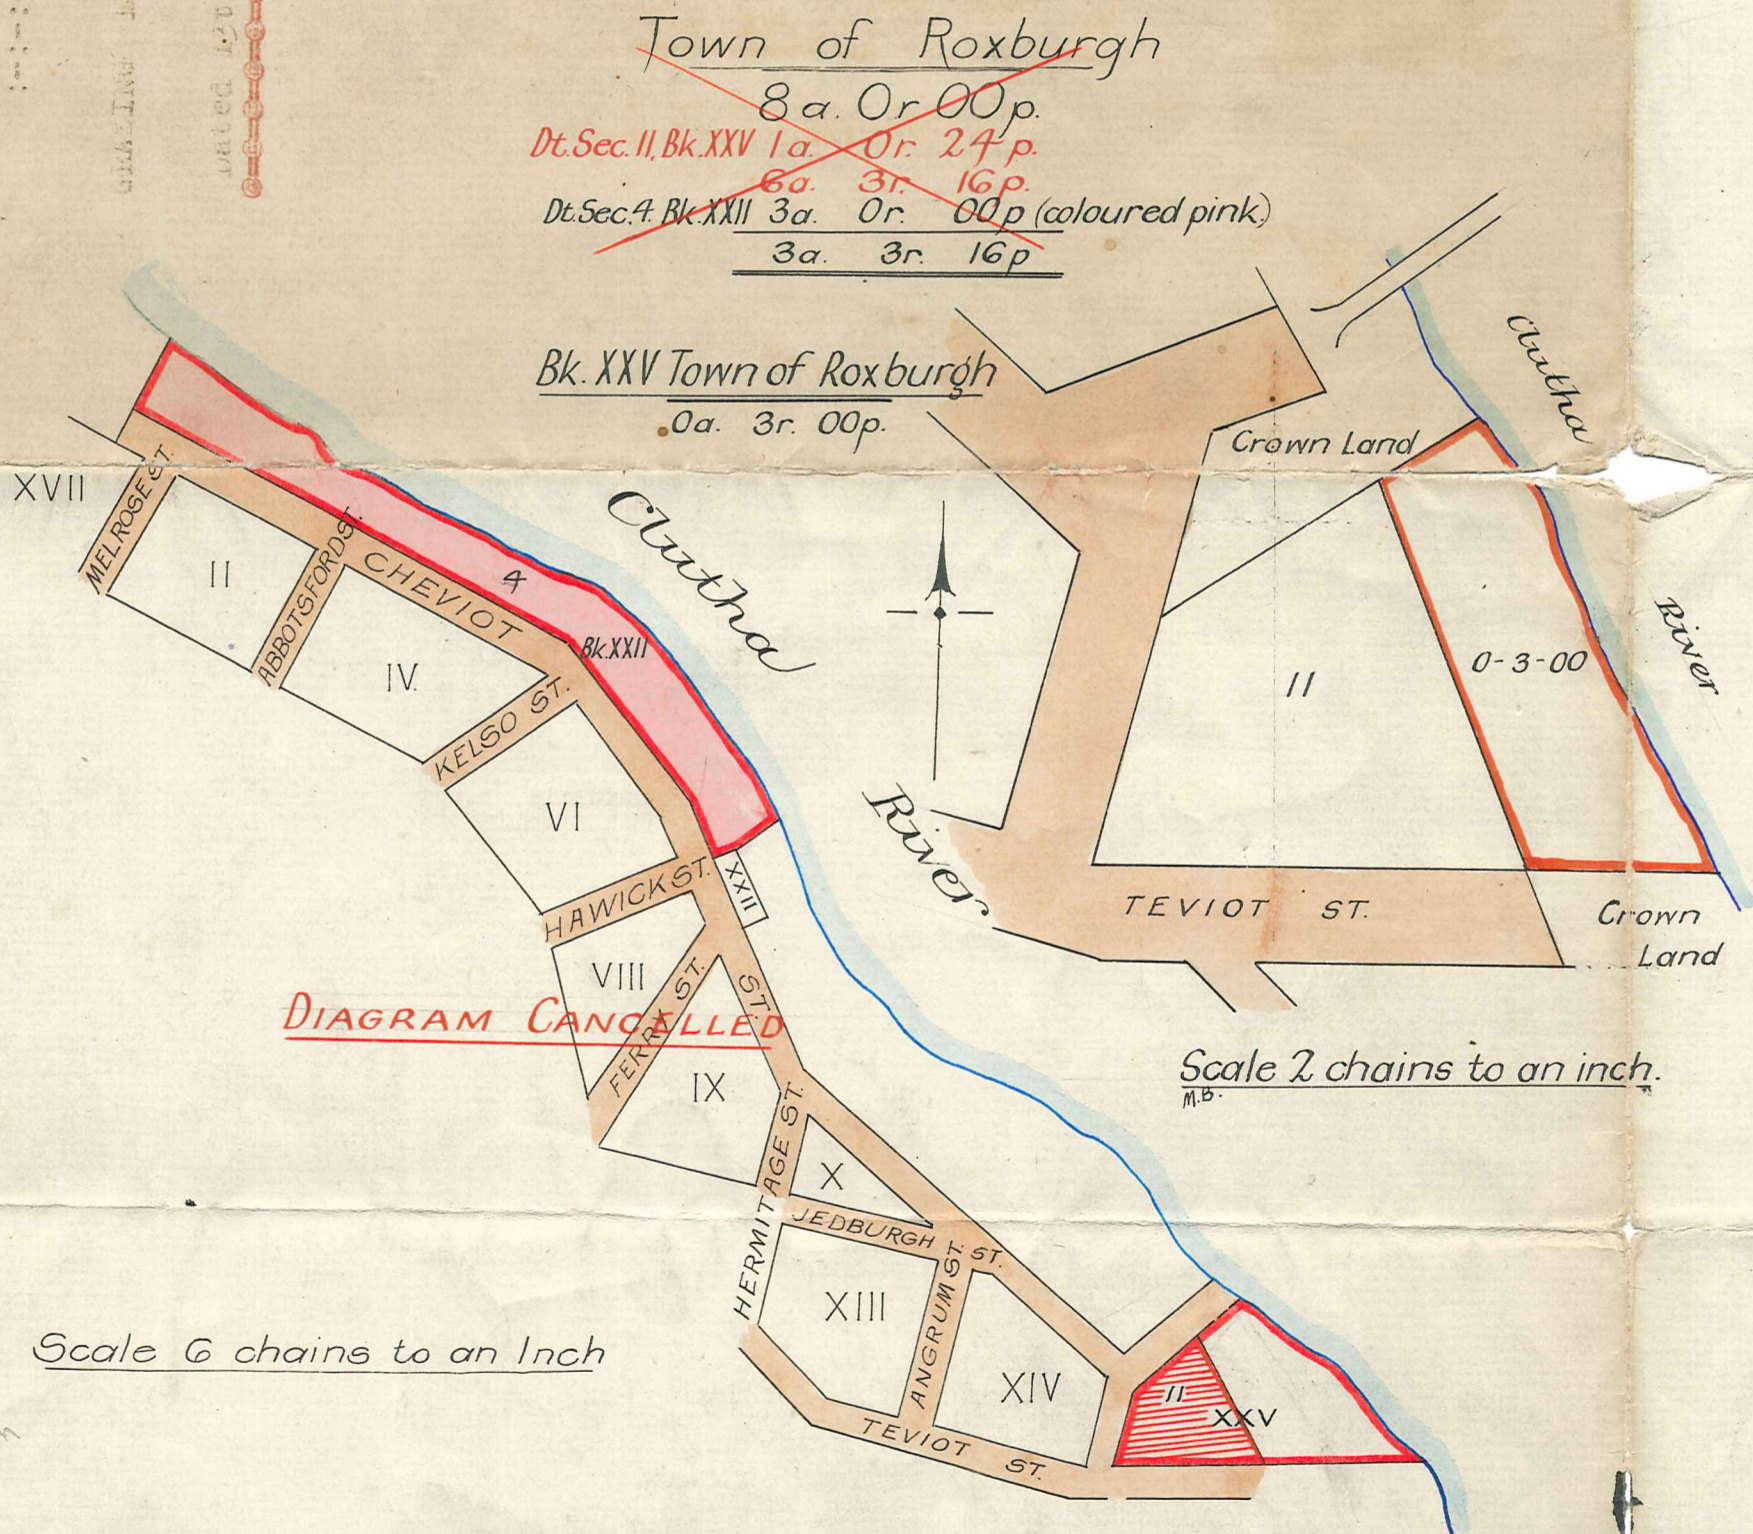 Town of Roxburgh
8a. 0r 00p.
Dt. Sec. 11, Bk. XXV 1a. 0r. 24p.
6a. 3r. 16p.
Dt. Sec. 4. Bk. XXII 3a. 0r. 00p (coloured pink)
3a. 3r. 16p
Bk. XXV Town of Roxburgh
0a. 3r. 00p.
Clutha
River
Crown Land
11
0-3-00
TEVIOT ST.
Crown
Land
Scale 2 chains to an inch.
M.B.
XVII
MELROSE ST.
II
ABBOTSFORD ST.
CHEVIOT
4
Bk. XXII
Clutha
River
IV.
KELSO ST.
VI
HAWICK ST.
XXII
VIII
FERRY ST.
ST.
DIAGRAM CANCELLED
IX
HERMITAGE ST.
X
JEDBURGH ST.
XIII
ANGRUM ST.
XIV
11
XXV
TEVIOT ST.
Scale 6 chains to an Inch